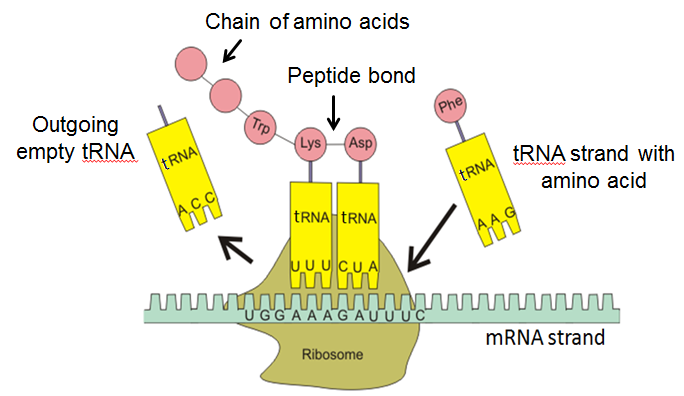 Chain of amino acids
Peptide bond
Outgoing
empty tRNA
Trp
Lys
Asp
Phe
tRNA strand with
amino acid
tRNA
tRNA
tRNA
tRNA
A C C
U U U
C U A
A A G
U G G A A A G A U U U C
mRNA strand
Ribosome